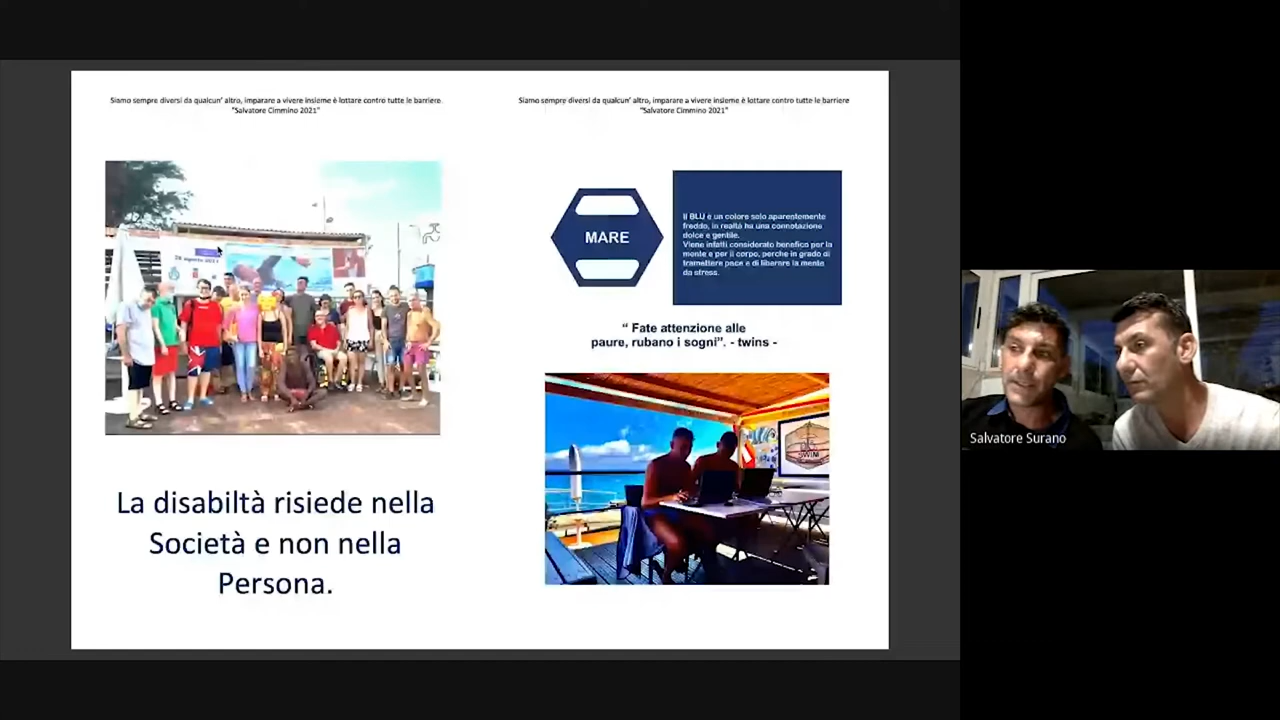 Siamo sempre diversi da qualcun' altro, imparare a vivere insieme è lottare contro tutte le barriere
"Salvatore Cimmino 2021"
La disabiltà risiede nella
Società e non nella
Persona.
Siamo sempre diversi da qualcun' altro, imparare a vivere insieme è lottare contro tutte le barriere
"Salvatore Cimmino 2021"
MARE
Il BLU è un colore solo apparentemente
freddo, in realtà ha una connotazione
dolce e gentile.
Viene infatti considerato benefico per la
mente e per il corpo, perche in grado di
tramettere pace e di liberare la mente
da stress.
“ Fate attenzione alle
paure, rubano i sogni”. - twins -
SWIM
Salvatore Surano